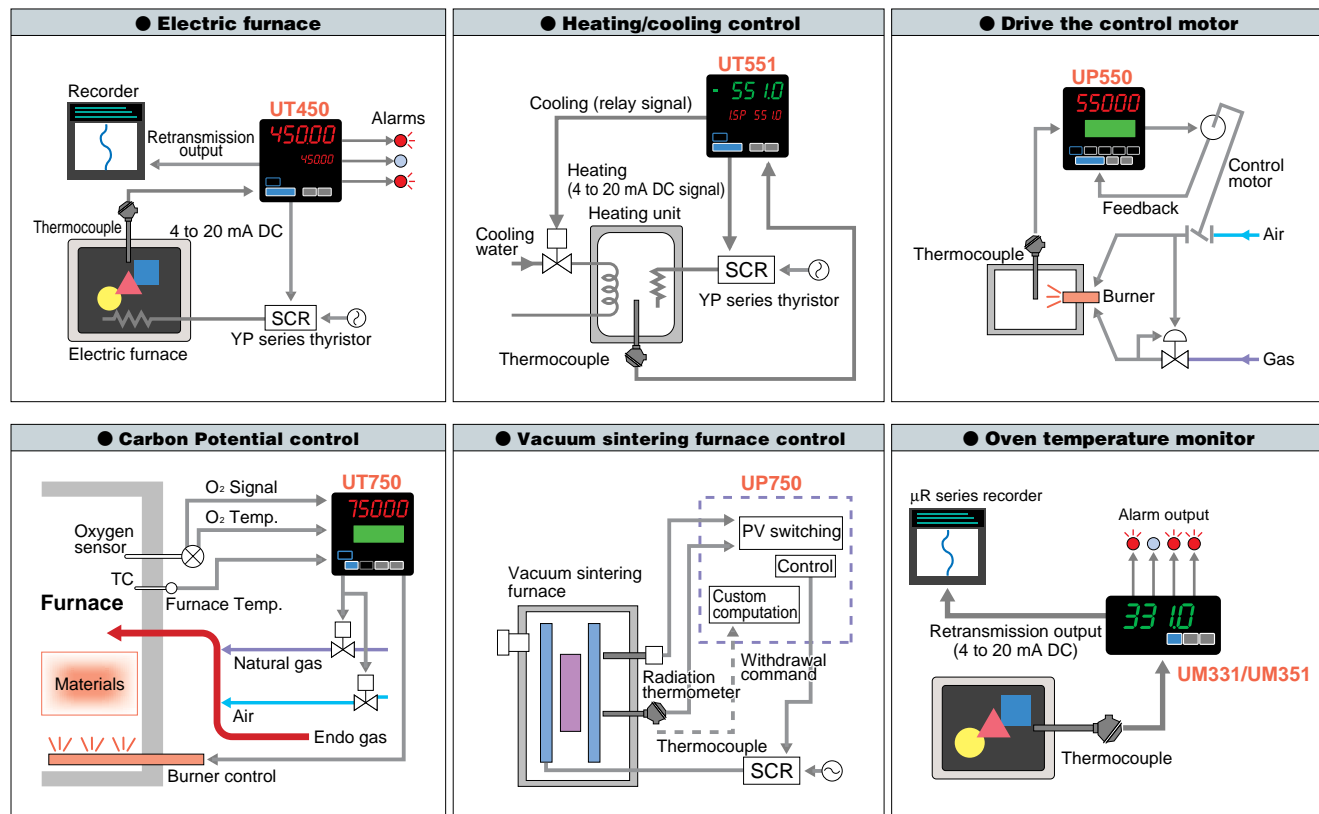 ● Electric furnace
Recorder
UT450
Retransmission
output
Alarms
450.00
450.00
Thermocouple
4 to 20 mA DC
SCR
YP series thyristor
Electric furnace
● Heating/cooling control
UT551
Cooling (relay signal)
- 551.0
1.SP 551.0
Heating
(4 to 20 mA DC signal)
Heating unit
Cooling
water
SCR
YP series thyristor
Thermocouple
● Drive the control motor
UP550
55000
Control
motor
Feedback
Thermocouple
Air
Burner
Gas
● Carbon Potential control
UT750
O₂ Signal
75000
O₂ Temp.
Oxygen
sensor
TC
Furnace
Furnace Temp.
Natural gas
Materials
Air
Endo gas
Burner control
● Vacuum sintering furnace control
UP750
PV switching
Control
Vacuum sintering
furnace
Custom
computation
Radiation
thermometer
Withdrawal
command
Thermocouple
SCR
● Oven temperature monitor
µR series recorder
Alarm output
331.0
Retransmission output
(4 to 20 mA DC)
UM331/UM351
Thermocouple